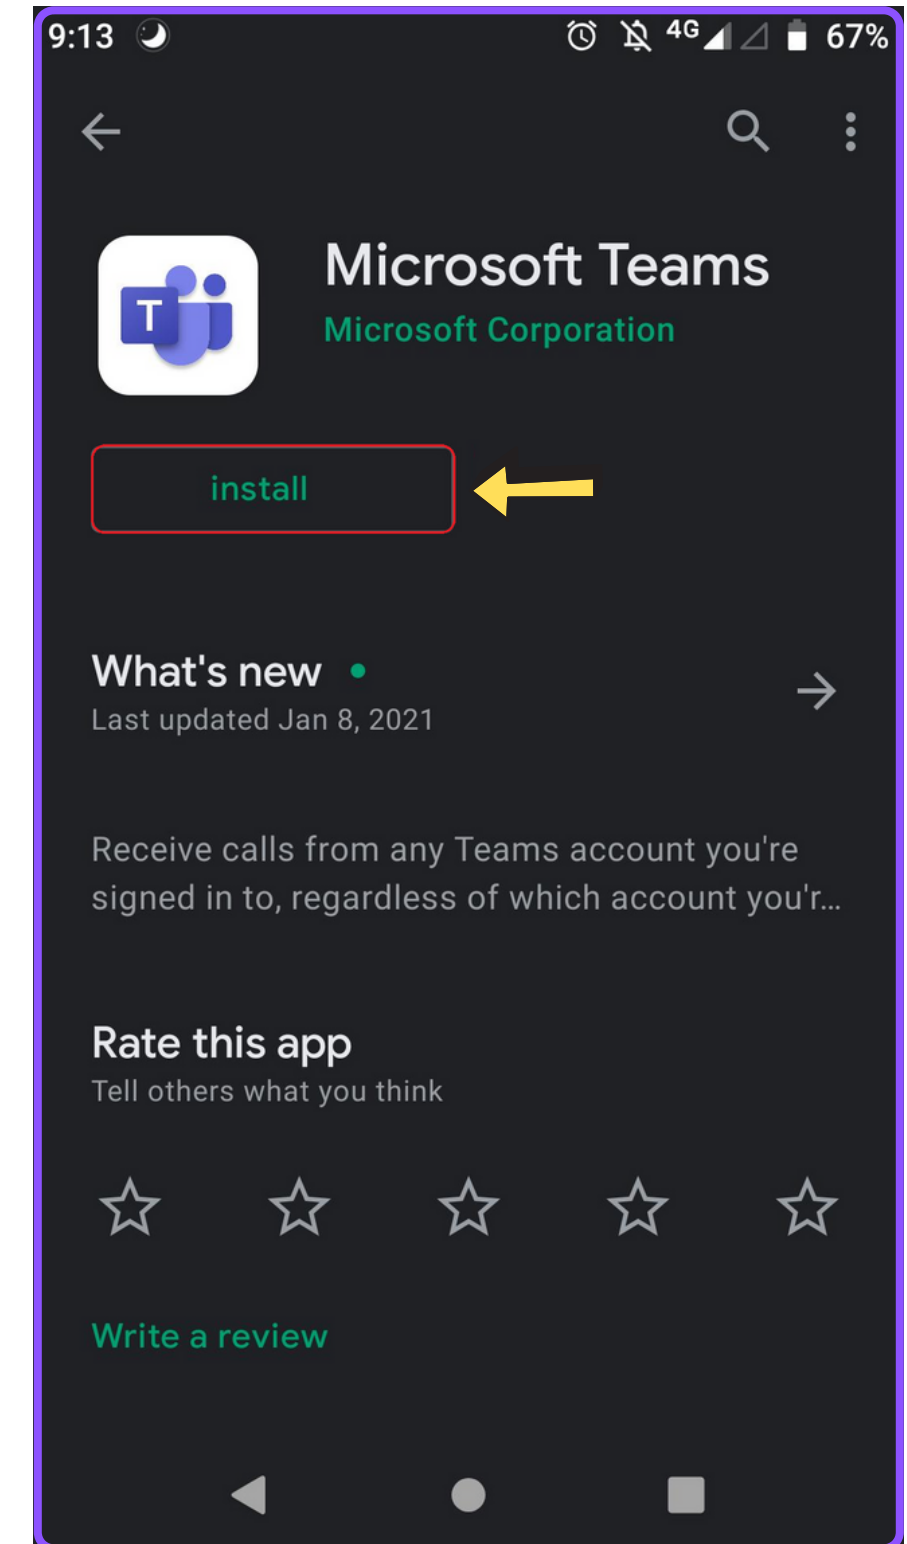 9:13 4G 67%
Microsoft Teams
Microsoft Corporation
T
install
What's new
Last updated Jan 8, 2021
Receive calls from any Teams account you're
signed in to, regardless of which account you'r...
Rate this app
Tell others what you think
Write a review